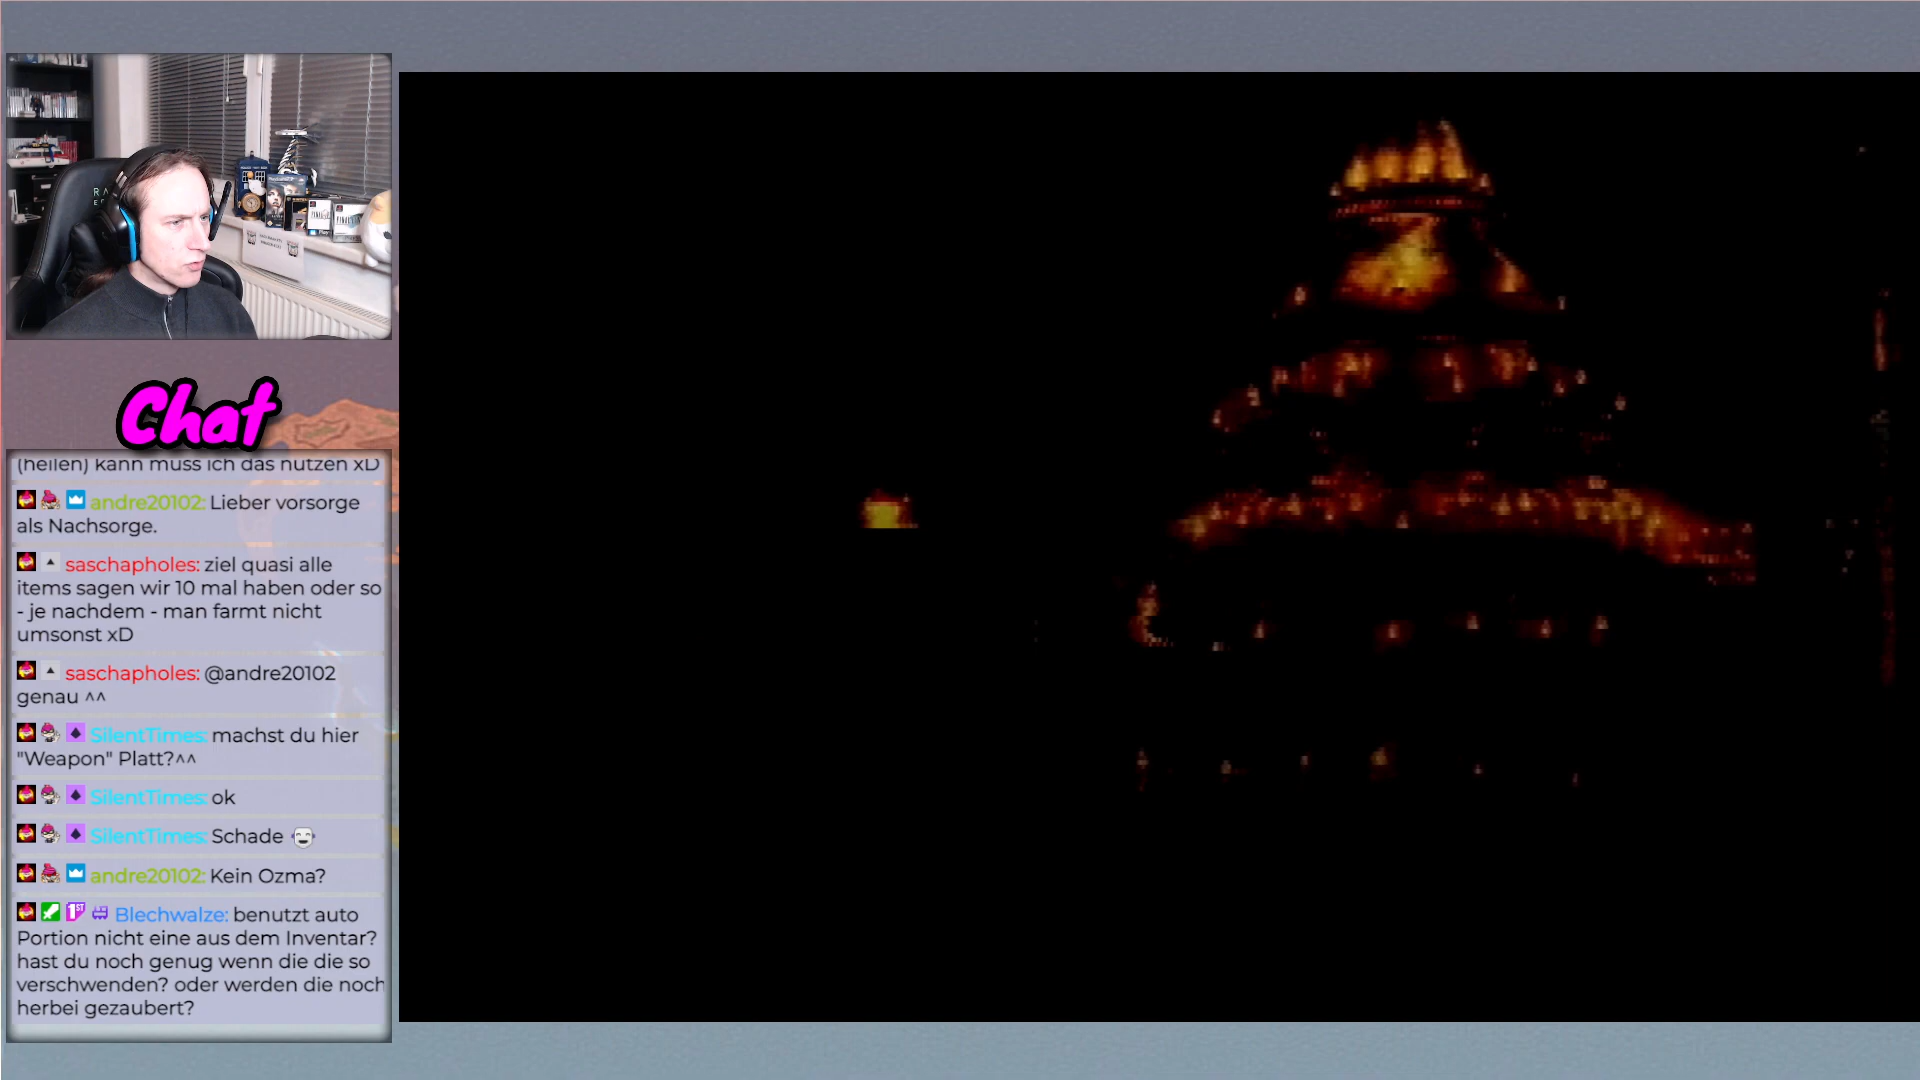 Chat
(heilen) kann muss ich das nutzen xD
andre20102: Lieber vorsorge
als Nachsorge.
saschapholes: ziel quasi alle
items sagen wir 10 mal haben oder so
- je nachdem - man farmt nicht
umsonst xD
saschapholes: @andre20102
genau ^^
SilentTimes: machst du hier
"Weapon" Platt?^^
SilentTimes: ok
SilentTimes: Schade
andre20102: Kein Ozma?
1ST
Blechwalze: benutzt auto
Portion nicht eine aus dem Inventar?
hast du noch genug wenn die die so
verschwenden? oder werden die noch
herbei gezaubert?